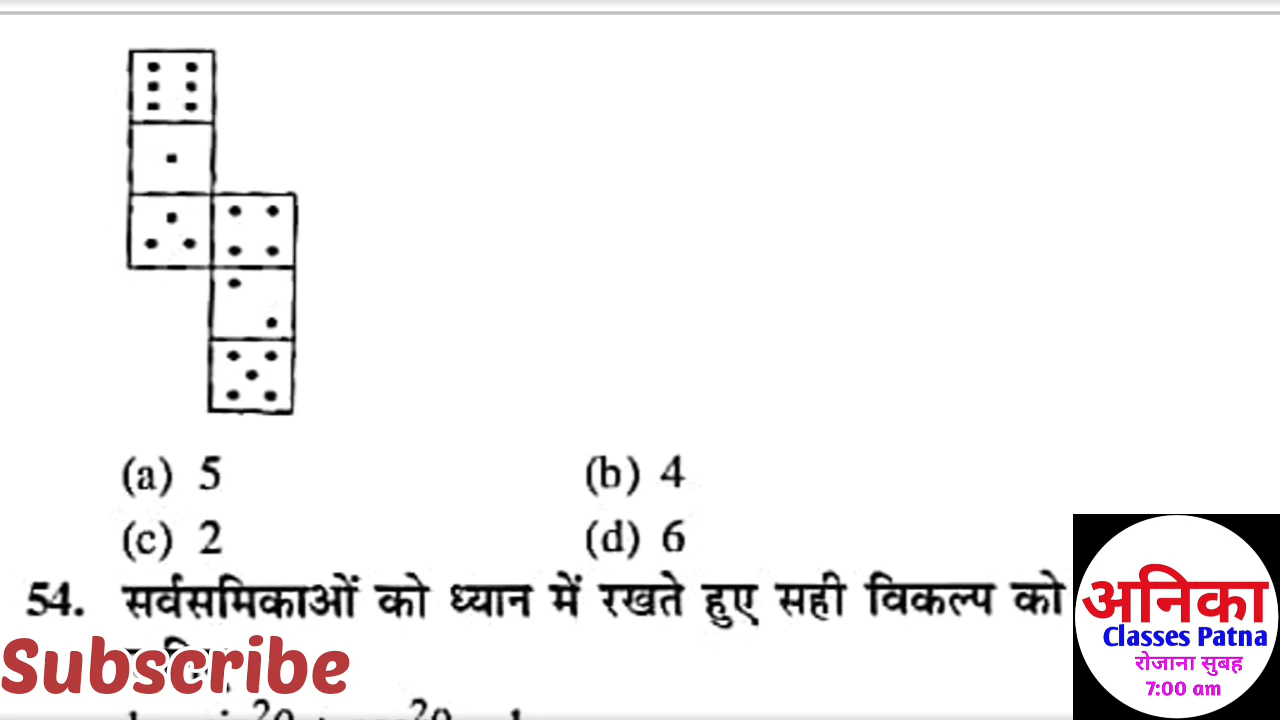 (a) 5
(b) 4
(c) 2
(d) 6
54. सर्वसमिकाओं को ध्यान में रखते हुए सही विकल्प को
Subscribe
अनिका
Classes Patna
रोजाना सुबह
7:00 am